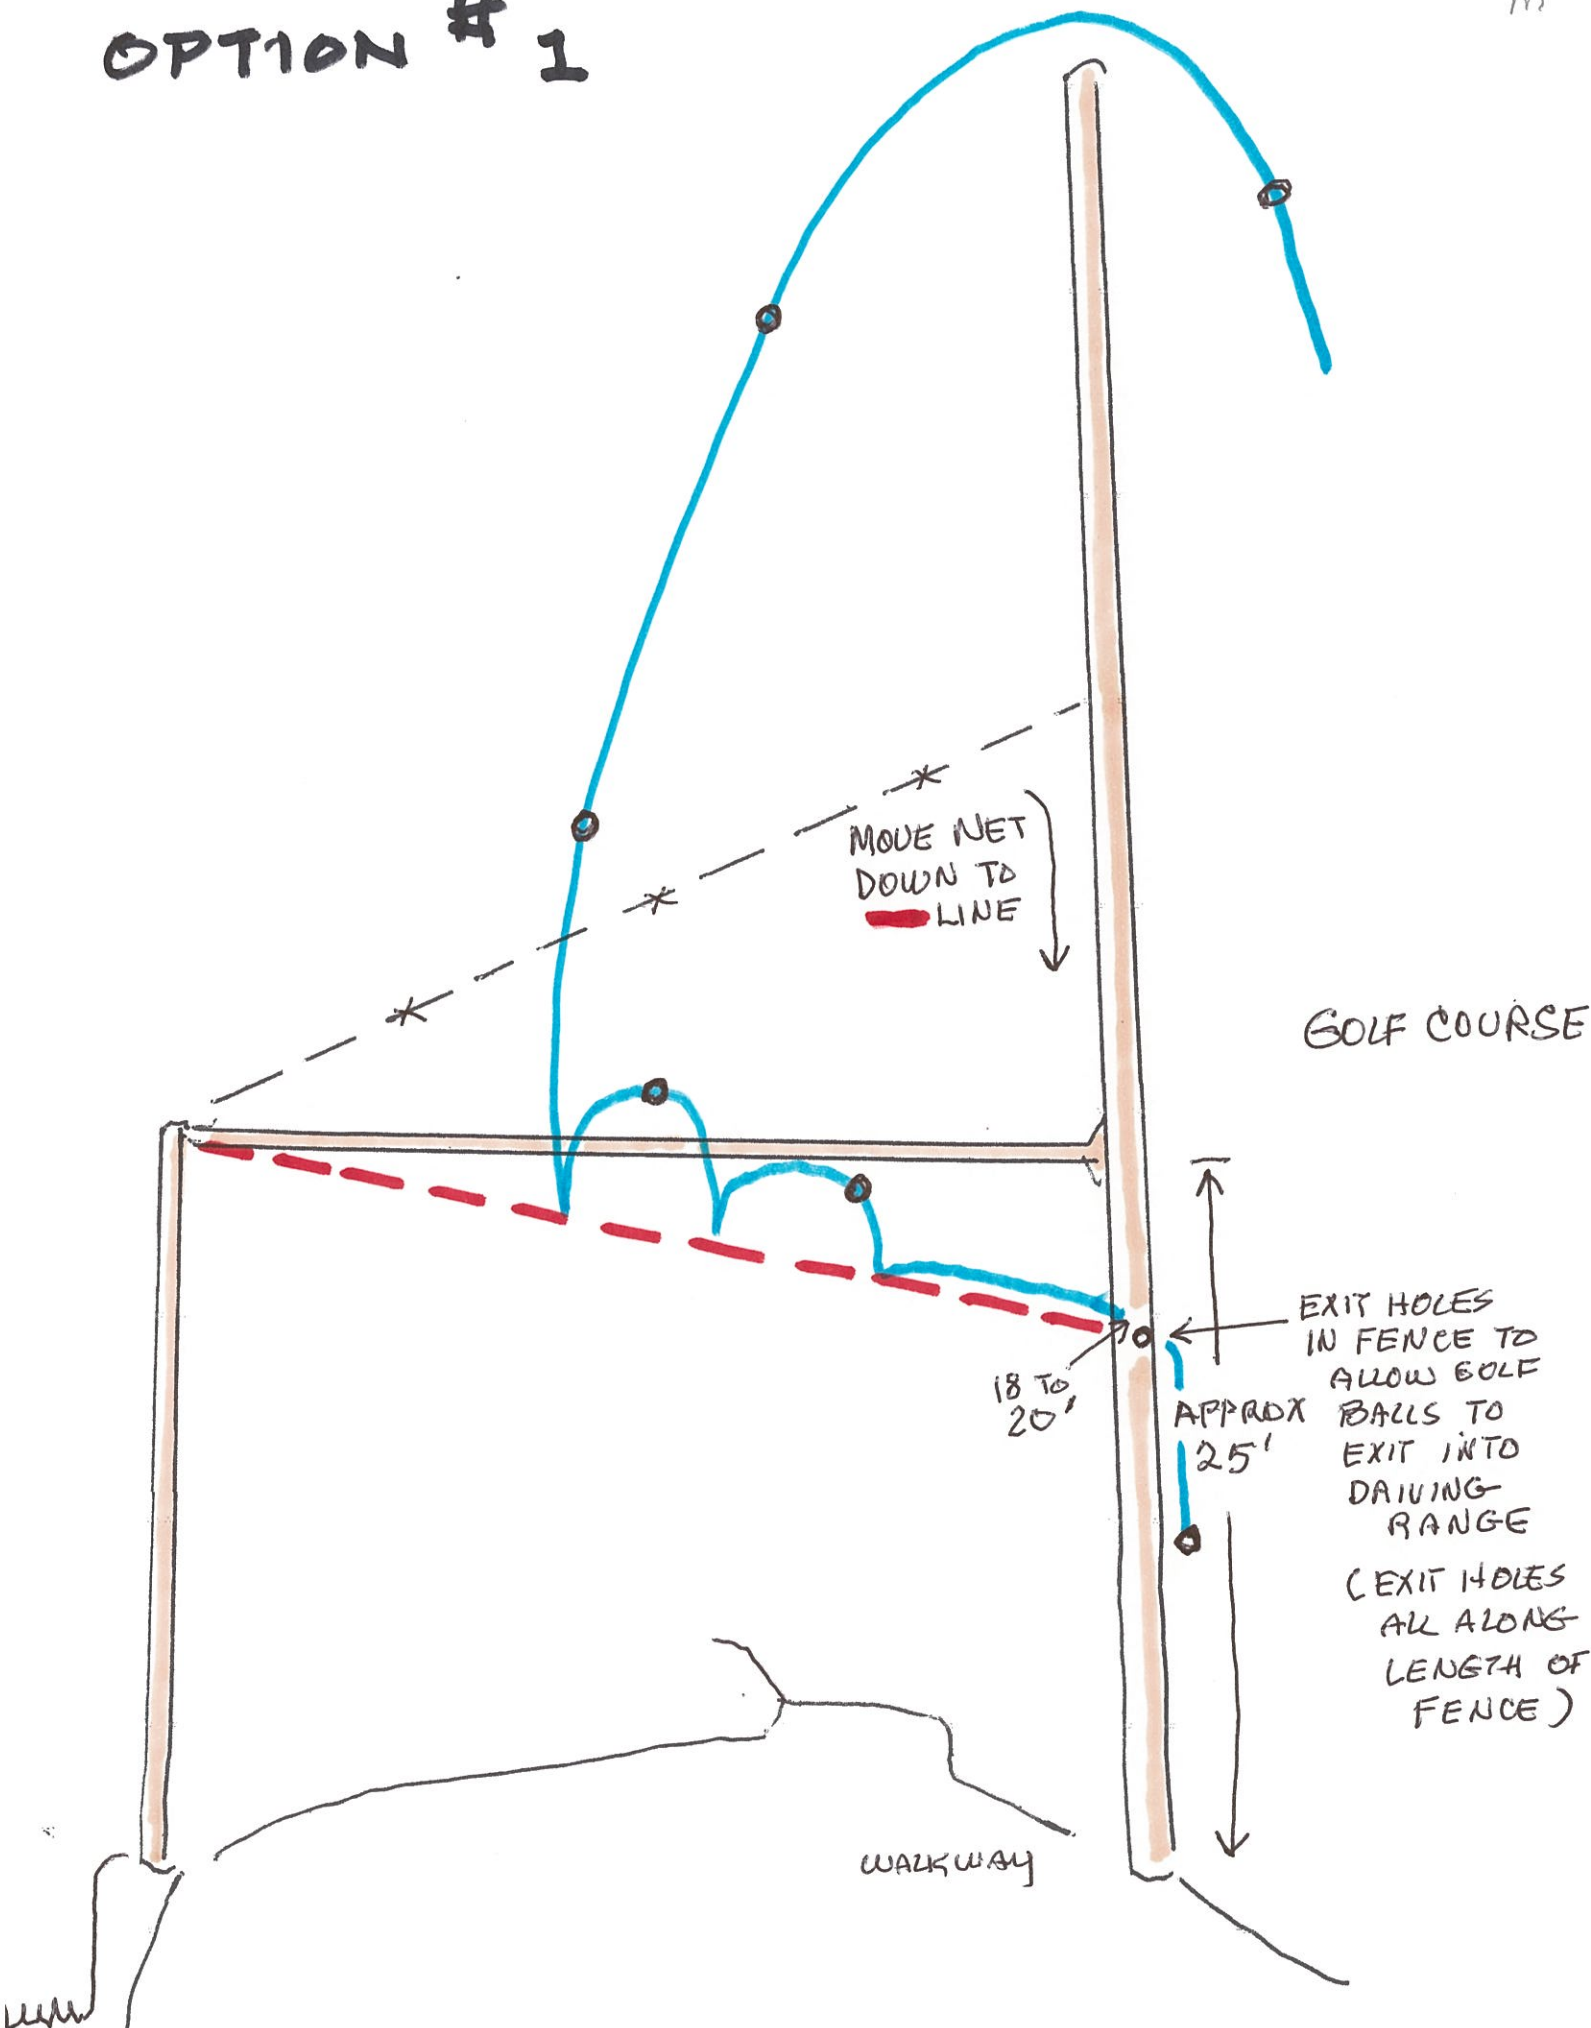 OPTION # 1
MOVE NET
DOWN TO
LINE
GOLF COURSE
EXIT HOLES
IN FENCE TO
ALLOW GOLF
BALLS TO
EXIT INTO
DRIVING
RANGE
(EXIT HOLES
ALL ALONG
LENGTH OF
FENCE)
18 TO
20'
APPROX
25'
WALKWAY